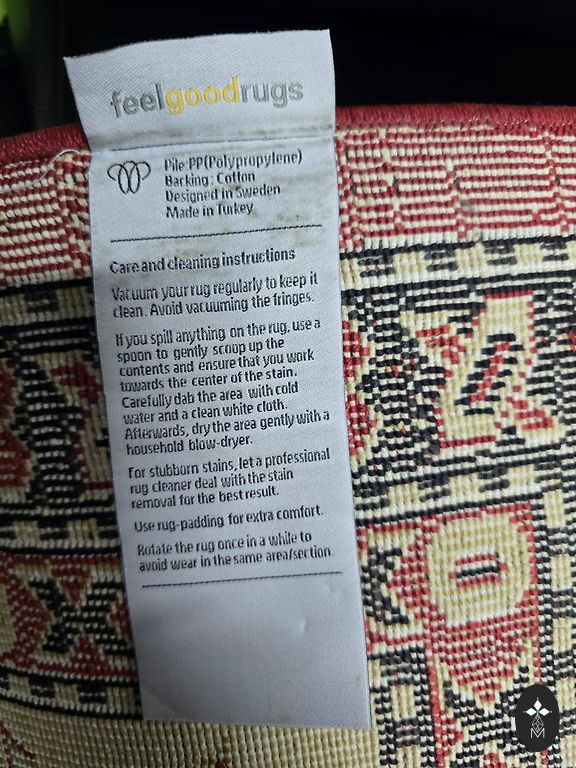 feelgoodrugs
Pile:PP(Polypropylene)
Backing: Cotton
Designed in Sweden
Made in Turkey
Care and cleaning instructions
Vacuum your rug regularly to keep it
clean. Avoid vacuuming the fringes.
If you spill anything on the rug, use a
spoon to gently scoop up the
contents and ensure that you work
towards the center of the stain.
Carefully dab the area with cold
water and a clean white cloth.
Afterwards, dry the area gently with a
household blow-dryer.
For stubborn stains, let a professional
rug cleaner deal with the stain
removal for the best result.
Use rug-padding for extra comfort.
Rotate the rug once in a while to
avoid wear in the same area/section.
M